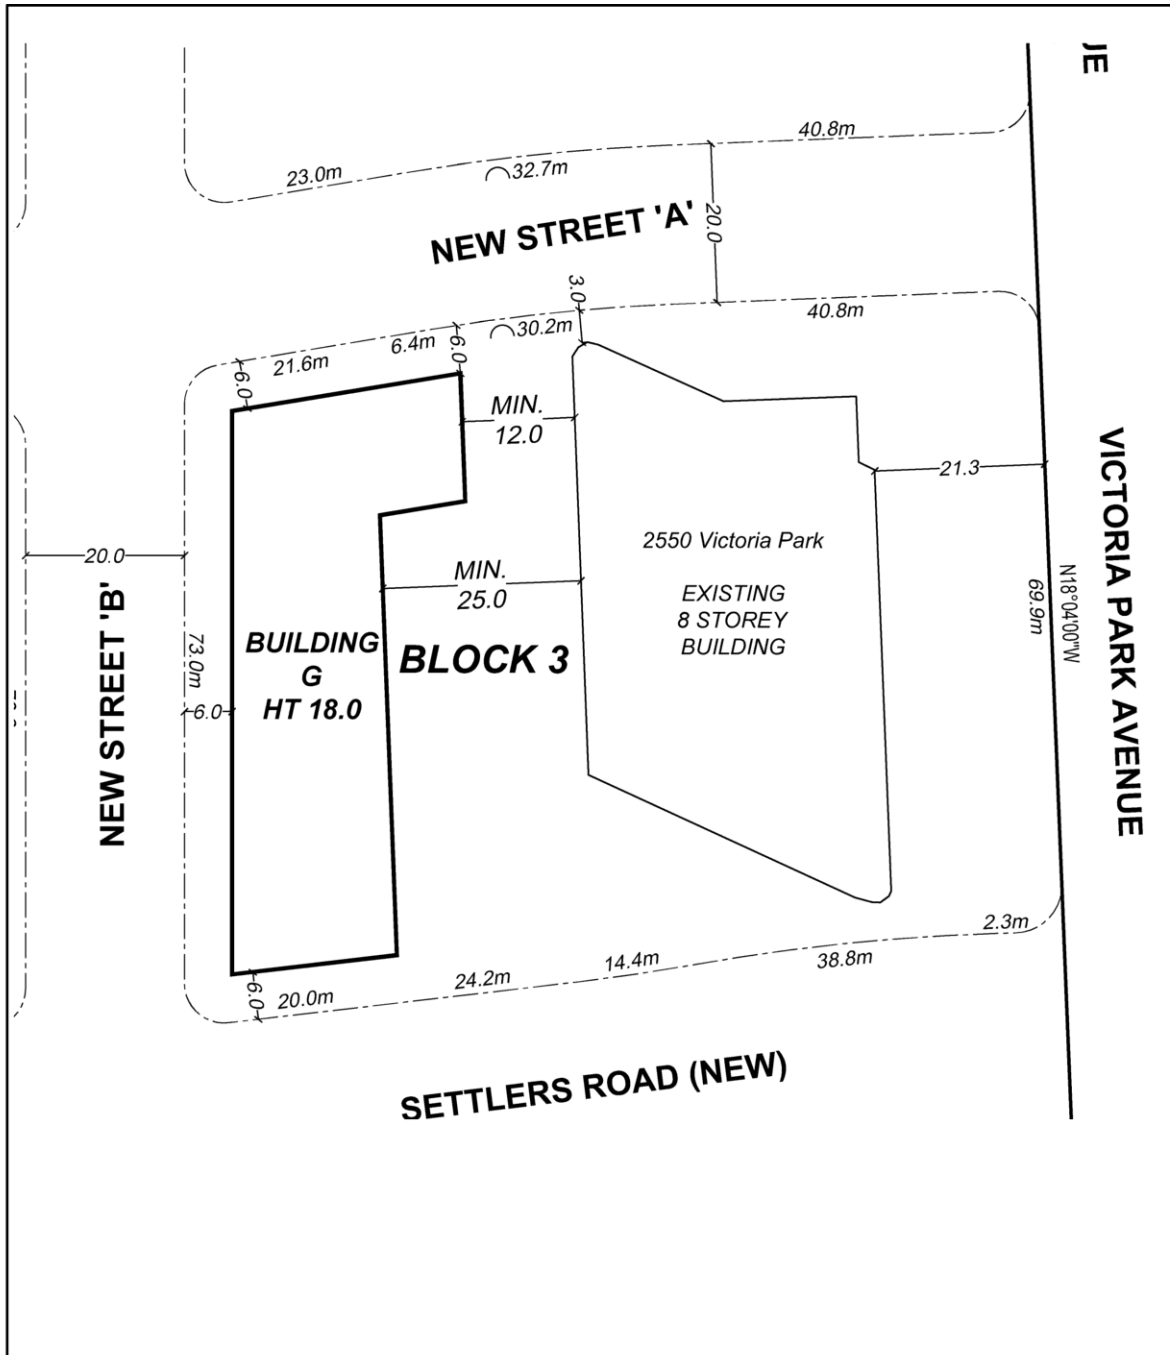 UE
40.8m
23.0m
32.7m
NEW STREET 'A'
20.0
3.0
40.8m
30.2m
6.4m
6.0
21.6m
6.0
MIN.
12.0
21.3
VICTORIA PARK AVENUE
2550 Victoria Park
EXISTING
8 STOREY
BUILDING
20.0
MIN.
25.0
N18°04'00"W
69.9m
NEW STREET 'B'
73.0m
BUILDING
G
HT 18.0
BLOCK 3
6.0
2.3m
38.8m
14.4m
24.2m
20.0m
6.0
SETTLERS ROAD (NEW)